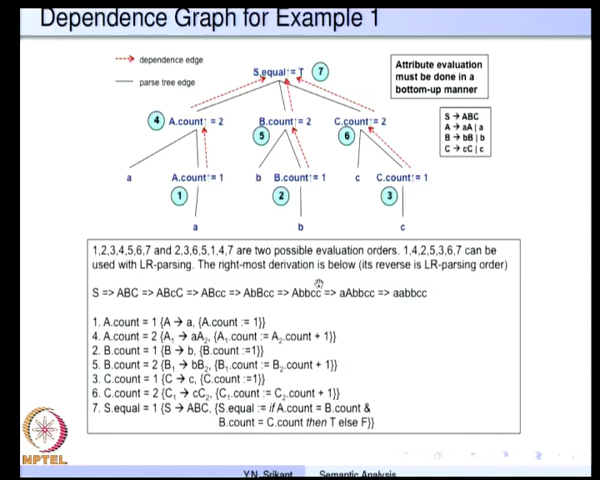 Dependence Graph for Example 1
dependence edge
parse tree edge
S.equal↑= T 7
Attribute evaluation
must be done in a
bottom-up manner
4 A.count↑ = 2 B.count↑= 2 C.count↑= 2
5 6
S → ABC
A → aA | a
B → bB | b
C → cC | c
a A.count↑= 1 b B.count↑= 1 c C.count↑= 1
1 2 3
a b c
1,2,3,4,5,6,7 and 2,3,6,5,1,4,7 are two possible evaluation orders. 1,4,2,5,3,6,7 can be
used with LR-parsing. The right-most derivation is below (its reverse is LR-parsing order)
S => ABC => ABcC => ABcc => AbBcc => Abbcc => aAbbcc => aabbcc
1. A.count = 1 {A → a, {A.count := 1}}
4. A.count = 2 {A₁ → aA₂, {A₁.count := A₂.count + 1}}
2. B.count = 1 {B → b, {B.count :=1}}
5. B.count = 2 {B₁ → bB₂, {B₁.count := B₂.count + 1}}
3. C.count = 1 {C → c, {C.count :=1}}
6. C.count = 2 {C₁ → cC₂, {C₁.count := C₂.count + 1}}
7. S.equal = 1 {S → ABC, {S.equal := if A.count = B.count &
B.count = C.count then T else F}}
NPTEL
Y.N. Srikant Semantic Analysis